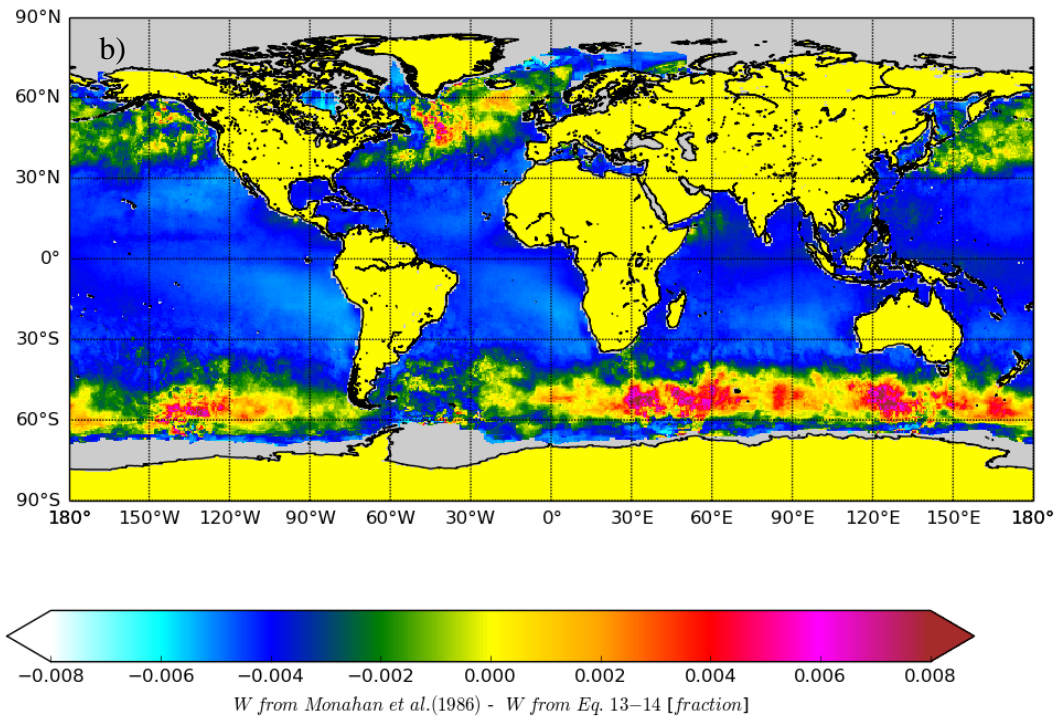 90°N
b)
60°N
30°N
0°
30°S
60°S
90°S
180° 150°W 120°W 90°W 60°W 30°W 0° 30°E 60°E 90°E 120°E 150°E 180°
−0.008 −0.006 −0.004 −0.002 0.000 0.002 0.004 0.006 0.008
W from Monahan et al.(1986) - W from Eq. 13−14 [fraction]